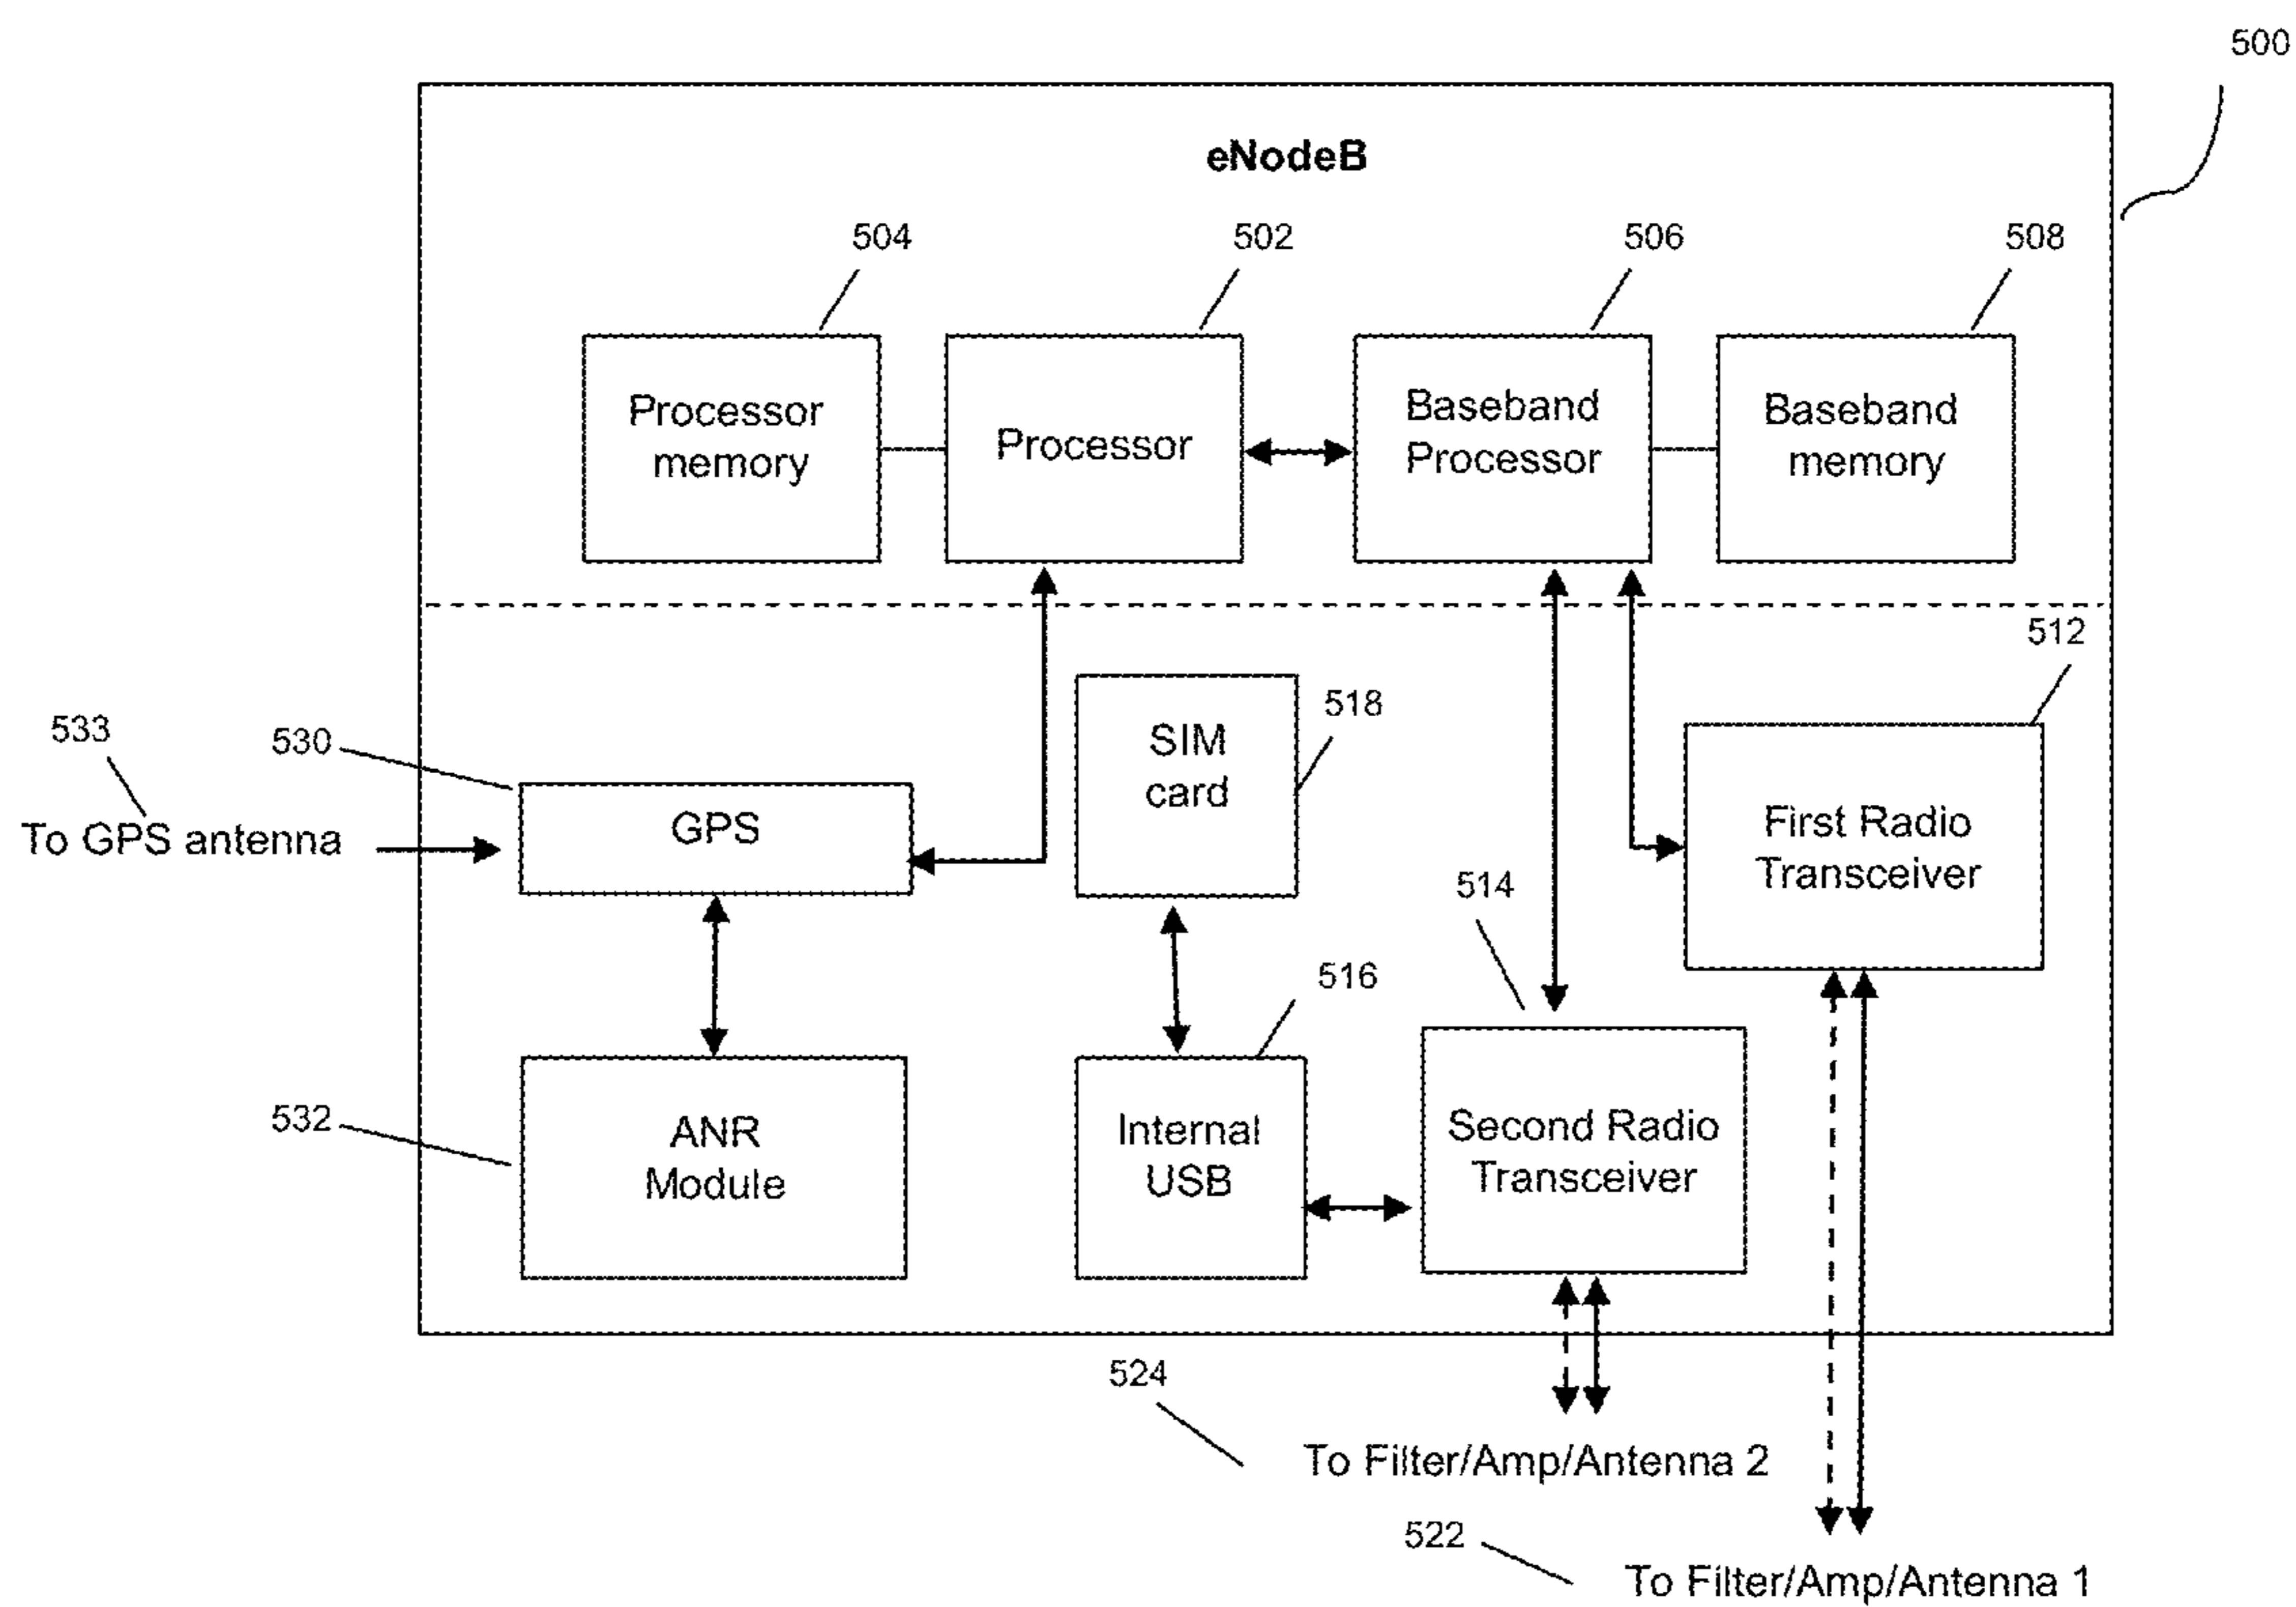 500
eNodeB
504
502
506
508
Processor
memory
Processor
Baseband
Processor
Baseband
memory
512
518
533
530
SIM
card
To GPS antenna
GPS
First Radio
Transceiver
514
516
532
ANR
Module
Internal
USB
Second Radio
Transceiver
524
To Filter/Amp/Antenna 2
522
To Filter/Amp/Antenna 1